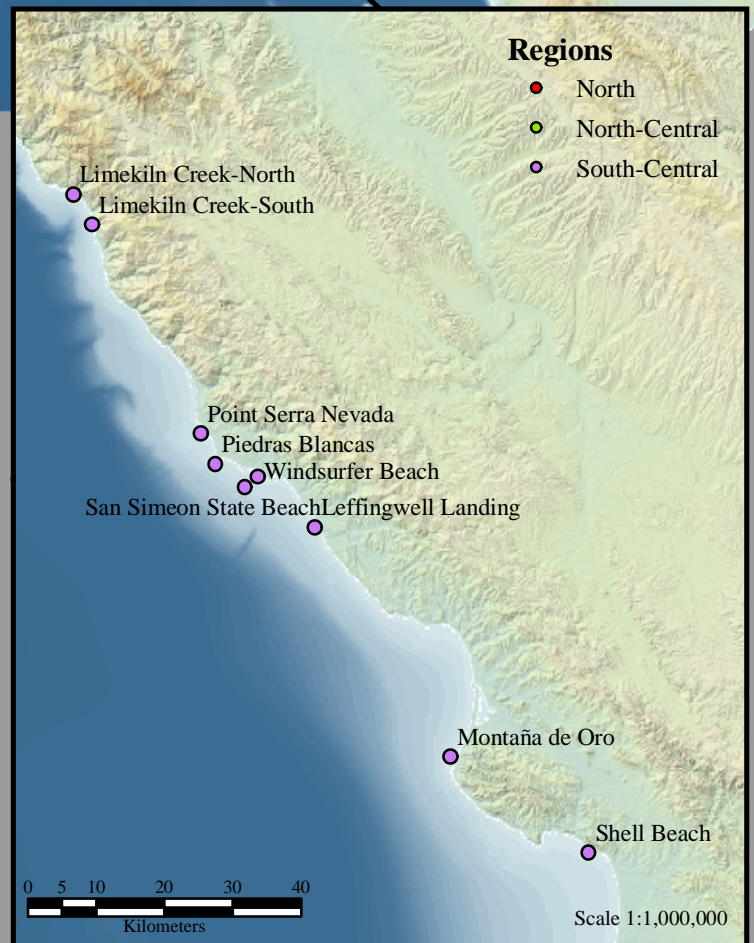 Regions
North
North-Central
South-Central
Limekiln Creek-North
Limekiln Creek-South
Point Serra Nevada
Piedras Blancas
Windsurfer Beach
San Simeon State Beach
Leffingwell Landing
Montaña de Oro
Shell Beach
0 5 10 20 30 40
Kilometers
Scale 1:1,000,000